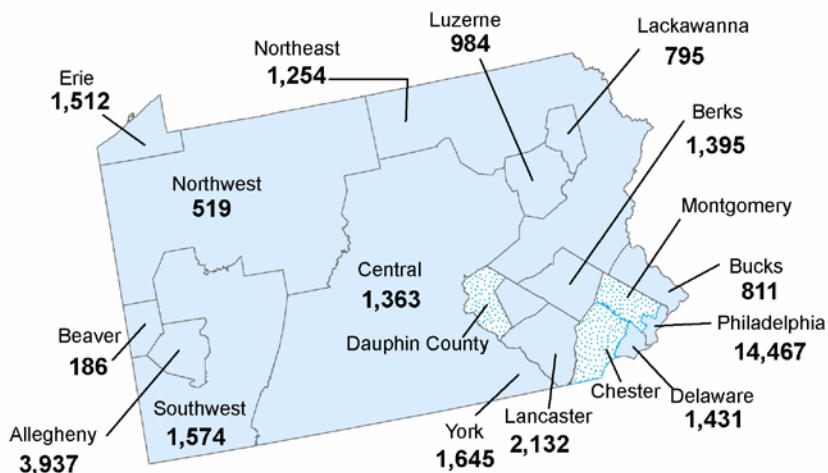 Luzerne
984
Lackawanna
795
Northeast
1,254
Erie
1,512
Berks
1,395
Northwest
519
Montgomery
Central
1,363
Bucks
811
Beaver
186
Dauphin County
Philadelphia
14,467
Chester
Delaware
1,431
Southwest
1,574
Allegheny
3,937
York
1,645
Lancaster
2,132